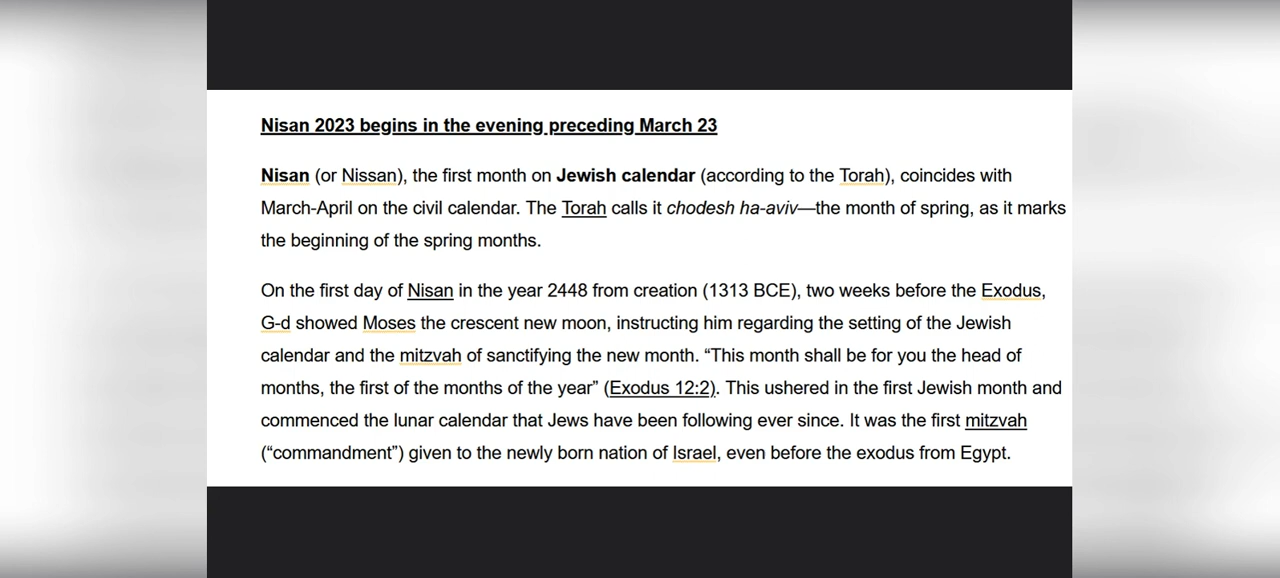 Nisan 2023 begins in the evening preceding March 23
Nisan (or Nissan), the first month on Jewish calendar (according to the Torah), coincides with
March-April on the civil calendar. The Torah calls it chodesh ha-aviv—the month of spring, as it marks
the beginning of the spring months.
On the first day of Nisan in the year 2448 from creation (1313 BCE), two weeks before the Exodus,
G-d showed Moses the crescent new moon, instructing him regarding the setting of the Jewish
calendar and the mitzvah of sanctifying the new month. “This month shall be for you the head of
months, the first of the months of the year” (Exodus 12:2). This ushered in the first Jewish month and
commenced the lunar calendar that Jews have been following ever since. It was the first mitzvah
(“commandment”) given to the newly born nation of Israel, even before the exodus from Egypt.